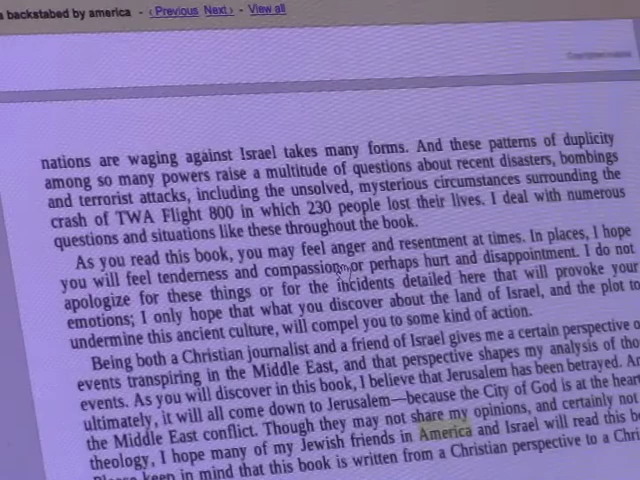 backstabbed by america - ‹ Previous Next › - View all
nations are waging against Israel takes many forms. And these patterns of duplicity
among so many powers raise a multitude of questions about recent disasters, bombings
and terrorist attacks, including the unsolved, mysterious circumstances surrounding the
crash of TWA Flight 800 in which 230 people lost their lives. I deal with numerous
questions and situations like these throughout the book.
As you read this book, you may feel anger and resentment at times. In places, I hope
you will feel tenderness and compassion or perhaps hurt and disappointment. I do not
apologize for these things or for the incidents detailed here that will provoke your
emotions; I only hope that what you discover about the land of Israel, and the plot to
undermine this ancient culture, will compel you to some kind of action.
Being both a Christian journalist and a friend of Israel gives me a certain perspective
events transpiring in the Middle East, and that perspective shapes my analysis of
events. As you will discover in this book, I believe that Jerusalem has been betrayed.
ultimately, it will all come down to Jerusalem—because the City of God is at the
the Middle East conflict. Though they may not share my opinions, and certainly not
theology, I hope many of my Jewish friends in America and Israel will read this
keep in mind that this book is written from a Christian perspective to a